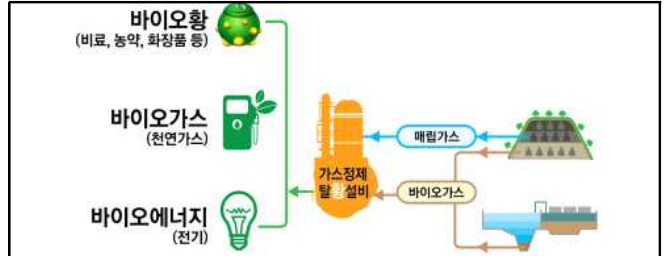 바이오황
(비료, 농약, 화장품 등)
바이오가스
(천연가스)
바이오에너지
(전기)
가스정제
탈황설비
매립가스
바이오가스